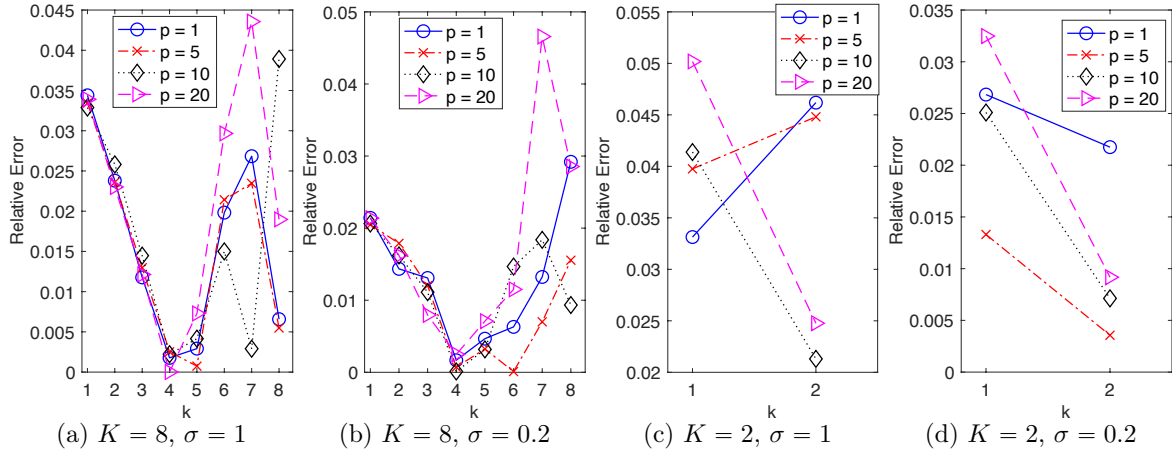 0.045
0.04
0.035
0.03
0.025
0.02
0.015
0.01
0.005
0
Relative Error
p = 1
p = 5
p = 10
p = 20
1 2 3 4 5 6 7 8
k
(a) K = 8, σ = 1
0.050
0.040
0.030
0.020
0.010
0
Relative Error
p = 1
p = 5
p = 10
p = 20
1 2 3 4 5 6 7 8
k
(b) K = 8, σ = 0.2
0.055
0.05
0.045
0.04
0.035
0.03
0.025
0.02
Relative Error
p = 1
p = 5
p = 10
p = 20
1 2
k
(c) K = 2, σ = 1
0.035
0.03
0.025
0.02
0.015
0.01
0.005
0
Relative Error
p = 1
p = 5
p = 10
p = 20
1 2
k
(d) K = 2, σ = 0.2